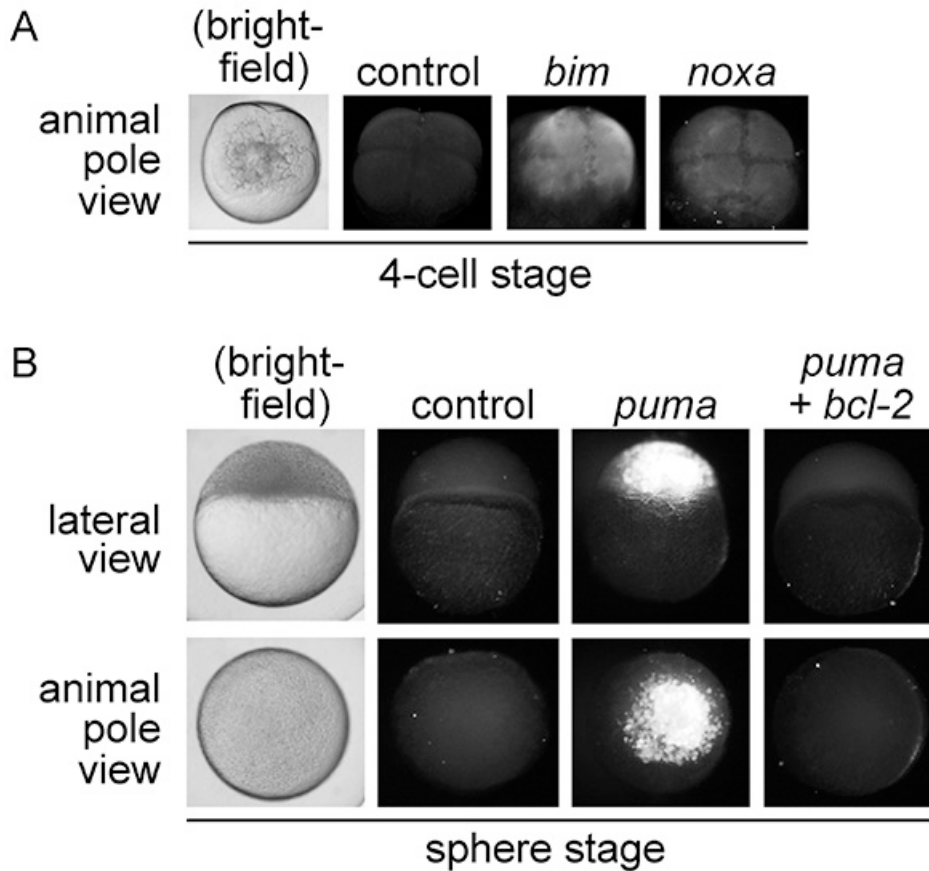 A
(bright-
field)
control
bim
noxa
animal
pole
view
4-cell stage
B
(bright-
field)
control
puma
puma
+ bcl-2
lateral
view
animal
pole
view
sphere stage